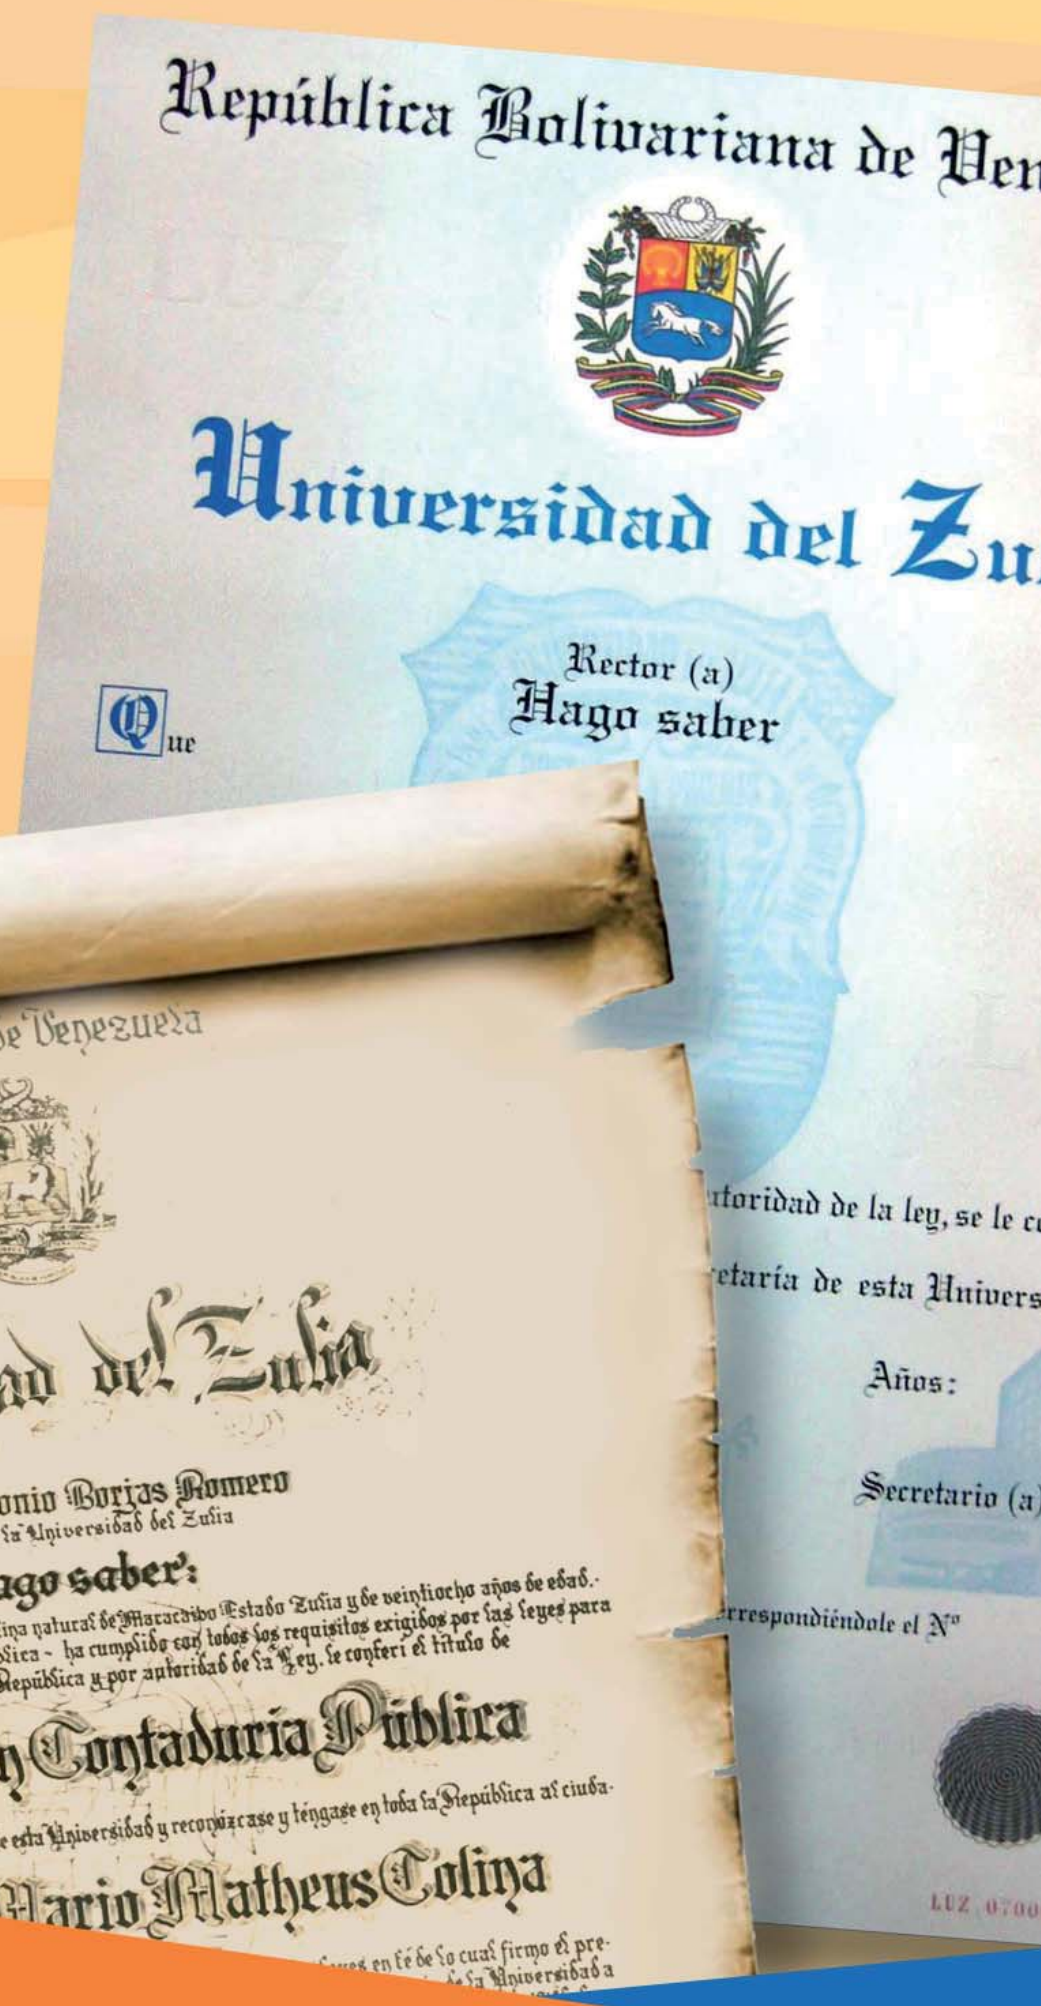 República Bolivariana de Ven
Universidad del Zu
Rector (a)
Hago saber
Que
utoridad de la ley, se le c
etaría de esta Univers
Años:
Secretario (a)
rrespondiéndole el Nº
LUZ 0700
de Venezuela
ad del Zulia
onio Borjas Romero
la Universidad del Zulia
ago saber:
lina natural de Maracaibo Estado Zulia y de veintiocho años de edad.-
blica - ha cumplido con todos los requisitos exigidos por las leyes para
República y por autoridad de la Ley. le conferí el título de
n Contaduría Pública
e esta Universidad y reconózcase y téngase en toda la República al ciuda-
Mario Matheus Colina
en fé de lo cual firmo el pre-
de la Universidad a